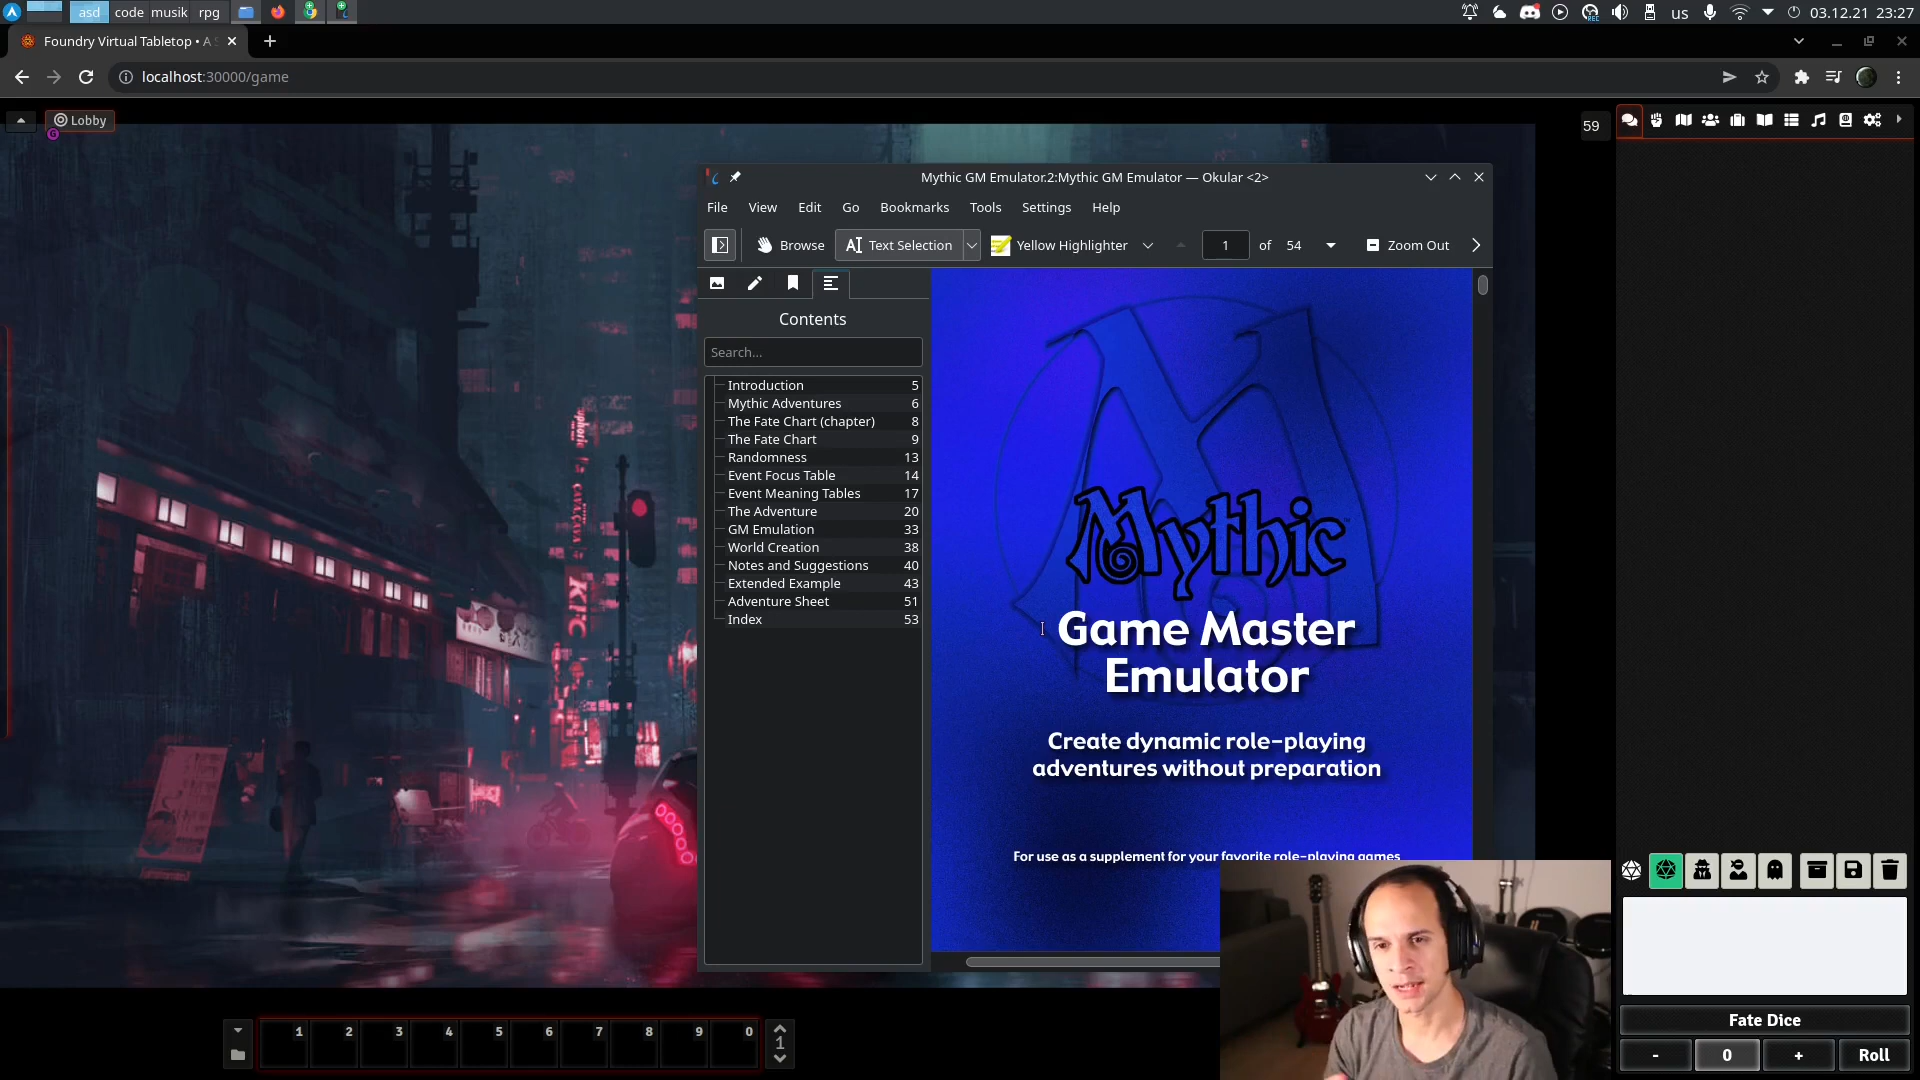 asd code musik rpg us 03.12.21 23:27
Foundry Virtual Tabletop • A S
localhost:30000/game
Lobby
59
Mythic GM Emulator.2:Mythic GM Emulator — Okular <2>
File View Edit Go Bookmarks Tools Settings Help
Browse Text Selection Yellow Highlighter 1 of 54 Zoom Out
Contents
Search...
Introduction 5
Mythic Adventures 6
The Fate Chart (chapter) 8
The Fate Chart 9
Randomness 13
Event Focus Table 14
Event Meaning Tables 17
The Adventure 20
GM Emulation 33
World Creation 38
Notes and Suggestions 40
Extended Example 43
Adventure Sheet 51
Index 53
Mythic
Game Master
Emulator
Create dynamic role-playing
adventures without preparation
For use as a supplement for your favorite role-playing games
1 2 3 4 5 6 7 8 9 0
1
Fate Dice
- 0 + Roll